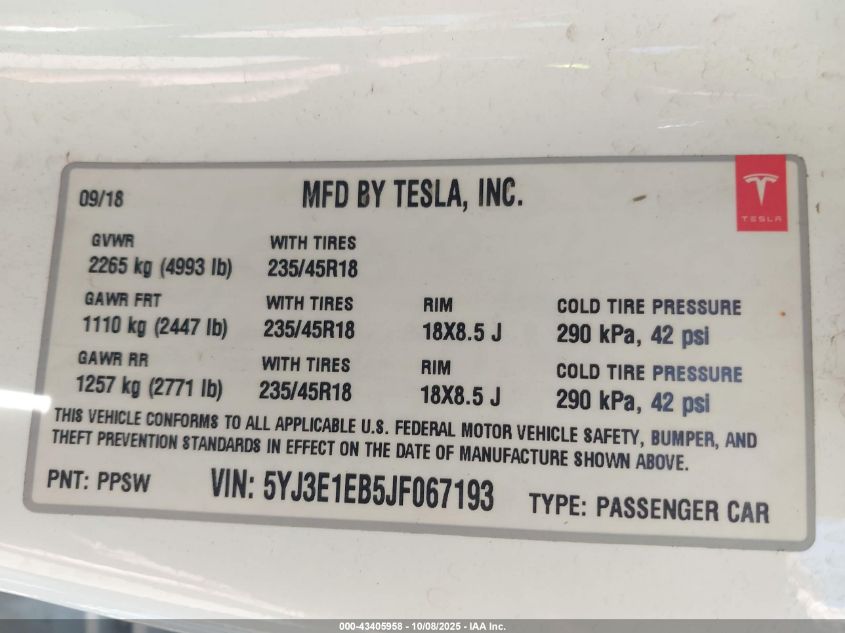 09/18 MFD BY TESLA, INC.
TESLA
GVWR WITH TIRES
2265 kg (4993 lb) 235/45R18
GAWR FRT WITH TIRES RIM COLD TIRE PRESSURE
1110 kg (2447 lb) 235/45R18 18X8.5 J 290 kPa, 42 psi
GAWR RR WITH TIRES RIM COLD TIRE PRESSURE
1257 kg (2771 lb) 235/45R18 18X8.5 J 290 kPa, 42 psi
THIS VEHICLE CONFORMS TO ALL APPLICABLE U.S. FEDERAL MOTOR VEHICLE SAFETY, BUMPER, AND
THEFT PREVENTION STANDARDS IN EFFECT ON THE DATE OF MANUFACTURE SHOWN ABOVE.
PNT: PPSW VIN: 5YJ3E1EB5JF067193 TYPE: PASSENGER CAR
000-43405958 - 10/08/2025 - IAA Inc.